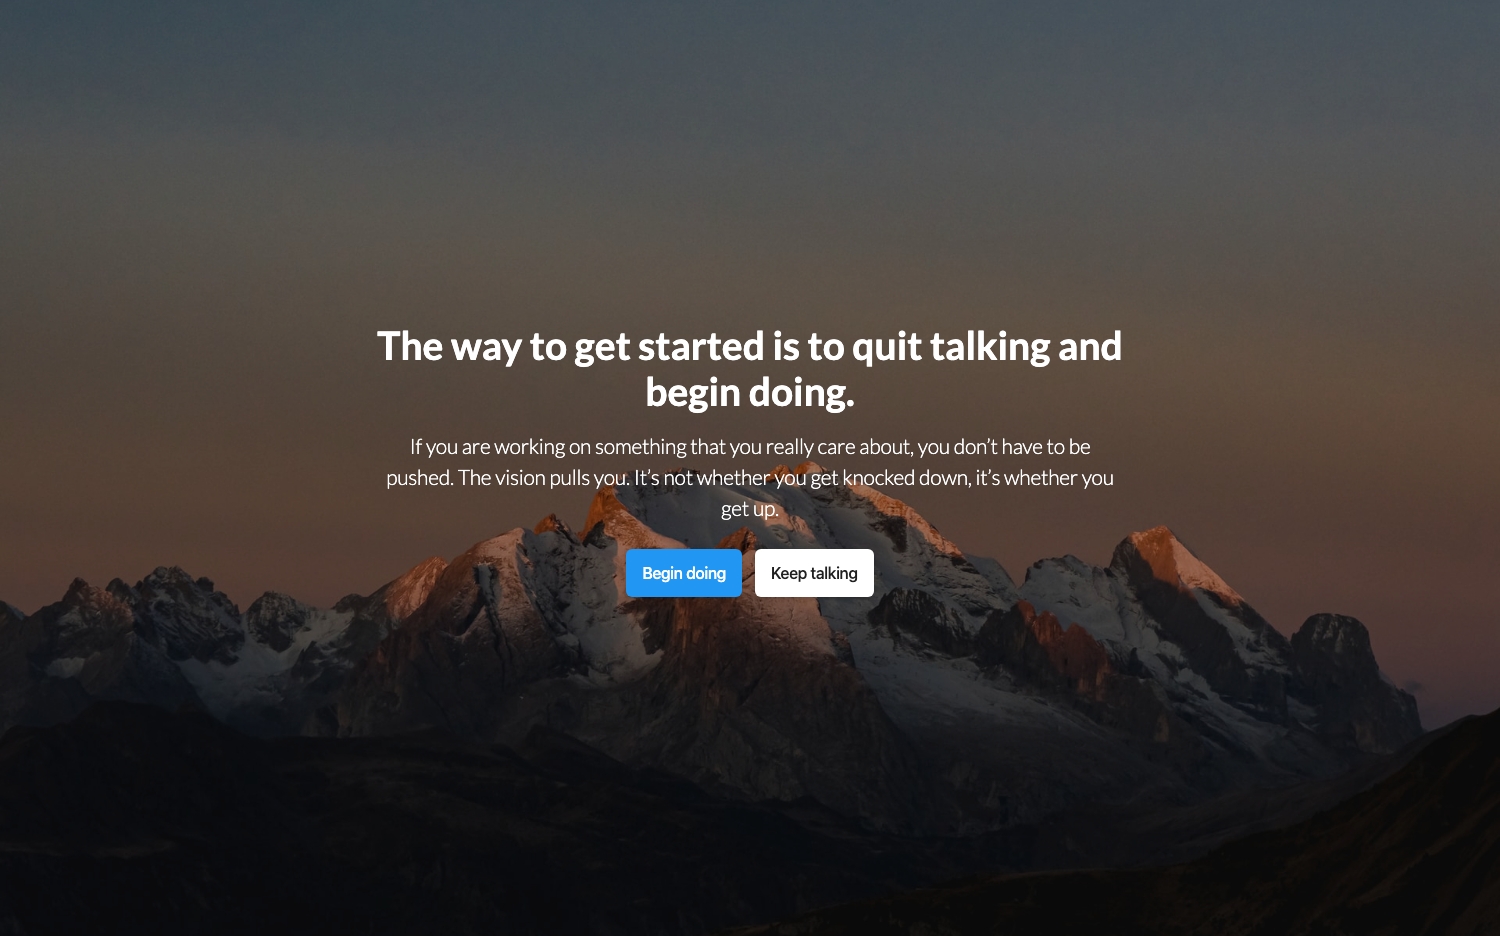 The way to get started is to quit talking and
begin doing.
If you are working on something that you really care about, you don’t have to be
pushed. The vision pulls you. It’s not whether you get knocked down, it’s whether you
get up.
Begin doing
Keep talking